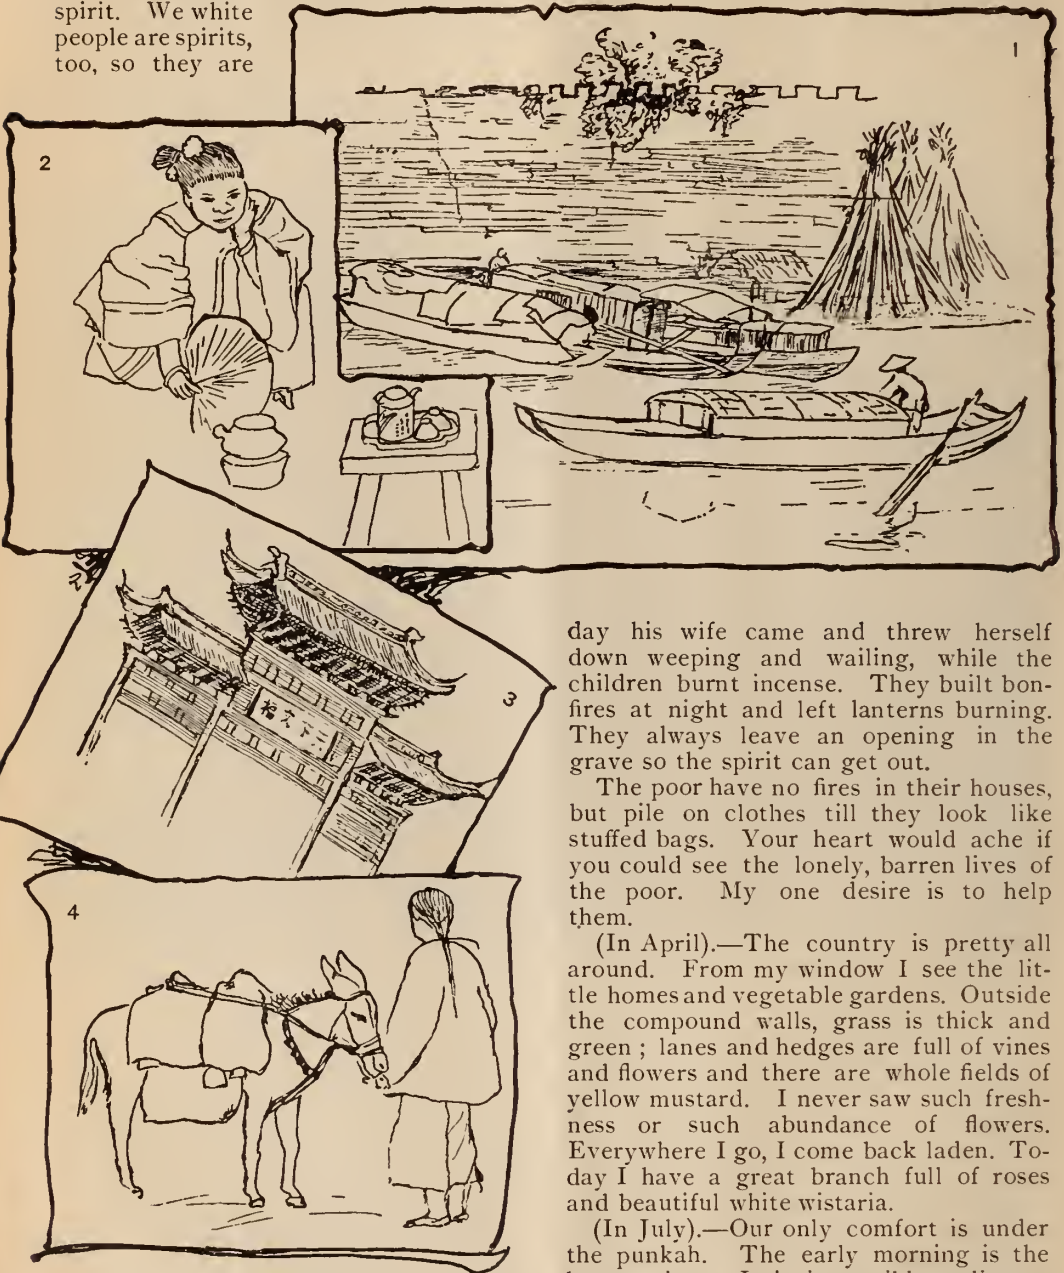 spirit. We white
people are spirits,
too, so they are
1
2
3
4
day his wife came and threw herself
down weeping and wailing, while the
children burnt incense. They built bon-
fires at night and left lanterns burning.
They always leave an opening in the
grave so the spirit can get out.
The poor have no fires in their houses,
but pile on clothes till they look like
stuffed bags. Your heart would ache if
you could see the lonely, barren lives of
the poor. My one desire is to help
them.
(In April).—The country is pretty all
around. From my window I see the lit-
tle homes and vegetable gardens. Outside
the compound walls, grass is thick and
green ; lanes and hedges are full of vines
and flowers and there are whole fields of
yellow mustard. I never saw such fresh-
ness or such abundance of flowers.
Everywhere I go, I come back laden. To-
day I have a great branch full of roses
and beautiful white wistaria.
(In July).—Our only comfort is under
the punkah. The early morning is the